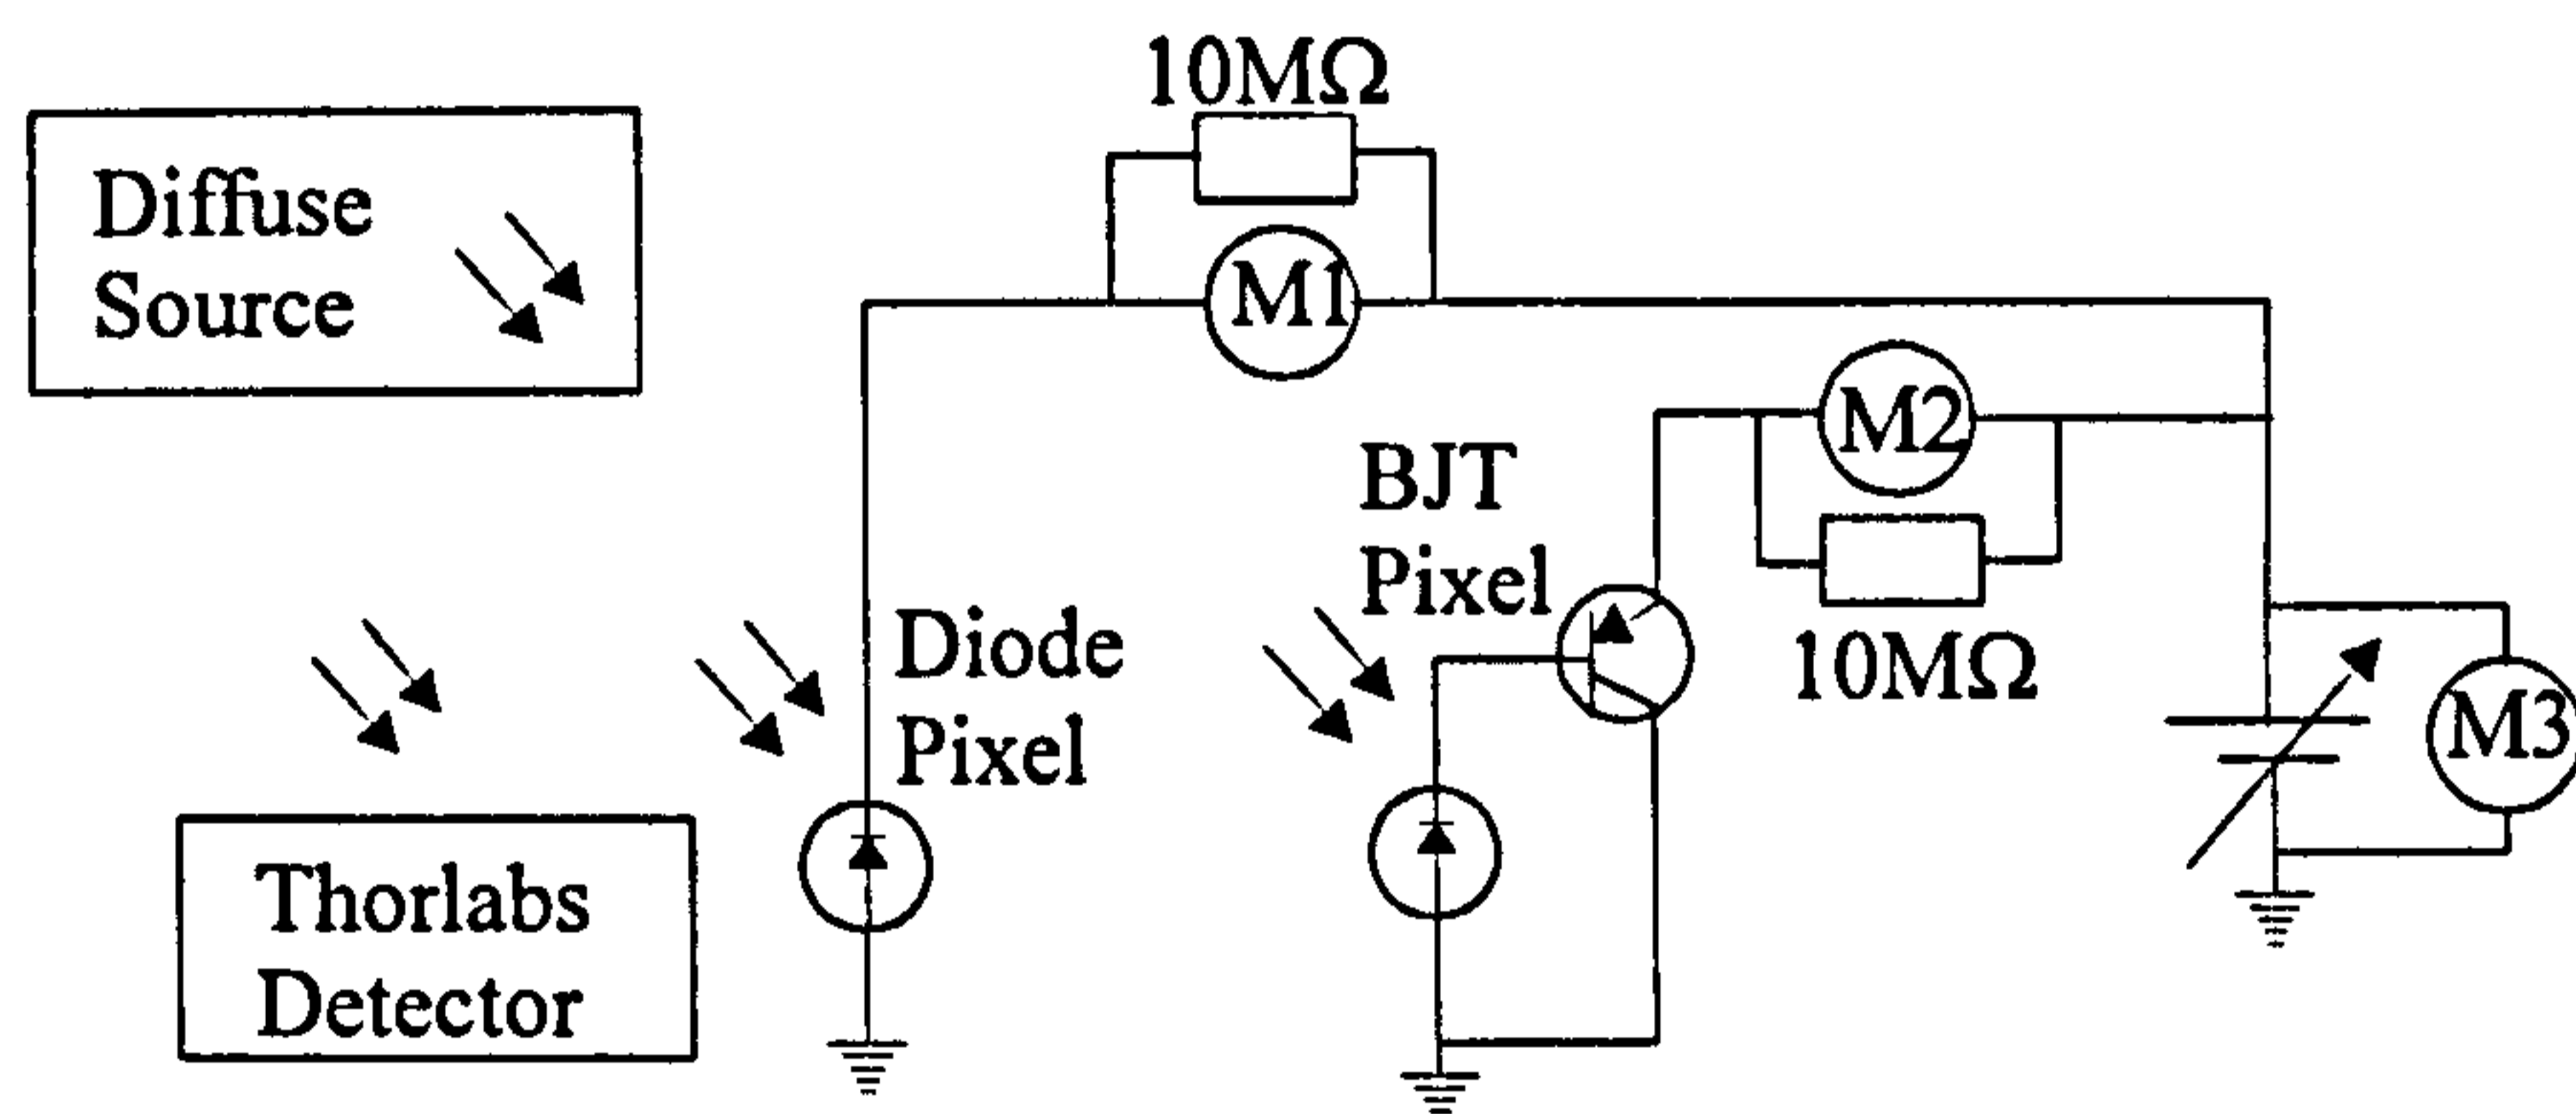 10MΩ
Diffuse
Source
M1
M2
BJT
Pixel
10MΩ
Diode
Pixel
M3
Thorlabs
Detector